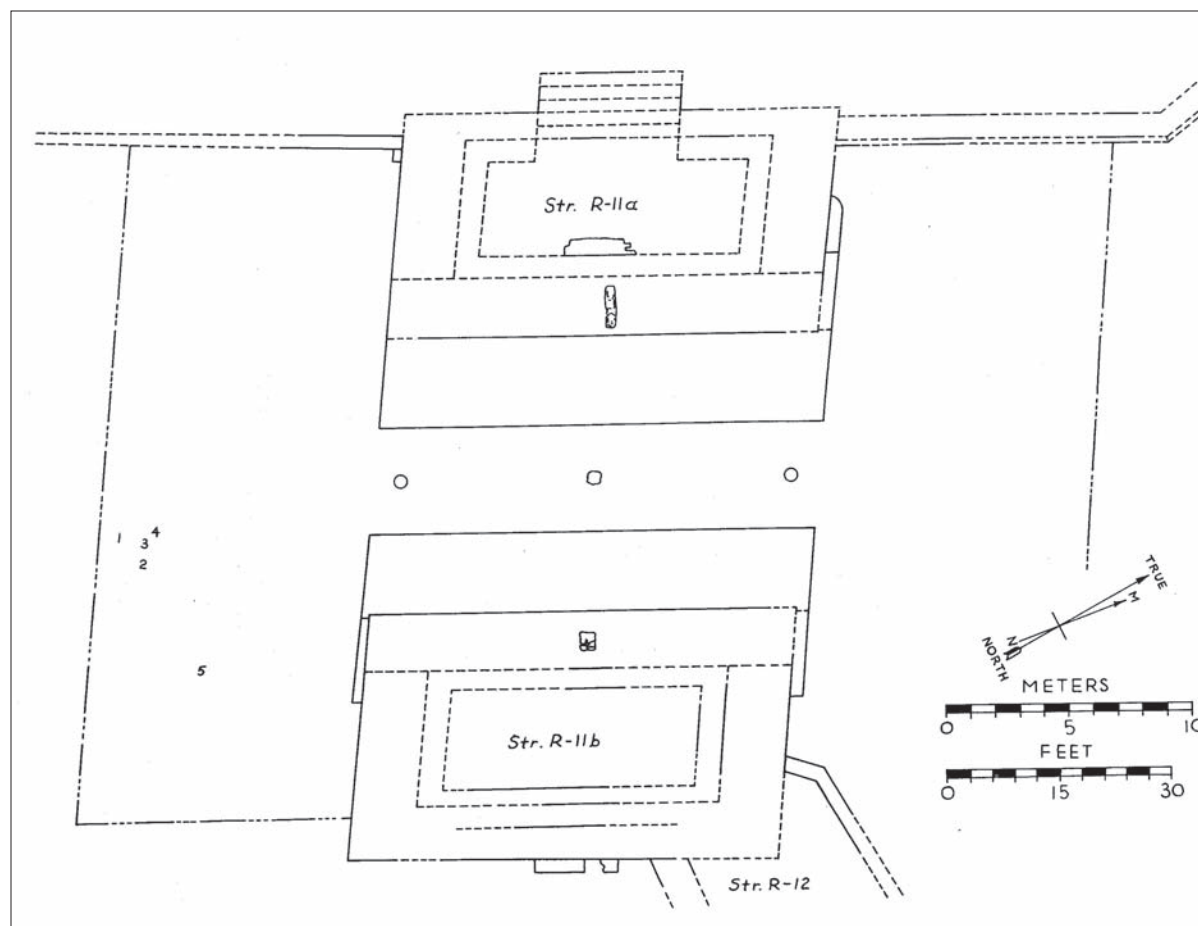 Str. R-11a
1
3
4
2
5
TRUE
M
N
NORTH
METERS
0
5
10
FEET
0
15
30
Str. R-11b
Str. R-12